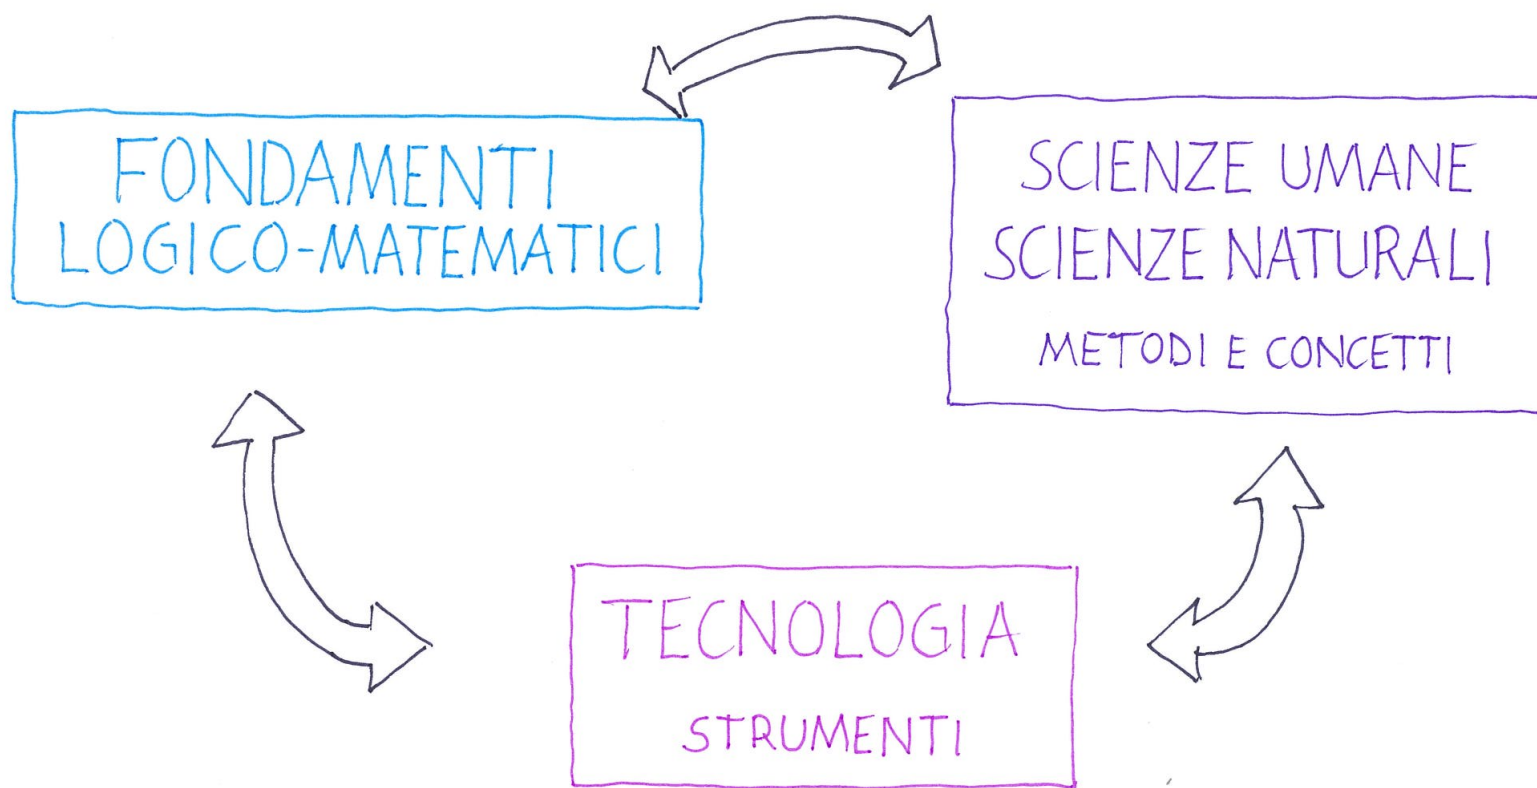 FONDAMENTI
LOGICO-MATEMATICI
SCIENZE UMANE
SCIENZE NATURALI
METODI E CONCETTI
TECNOLOGIA
STRUMENTI